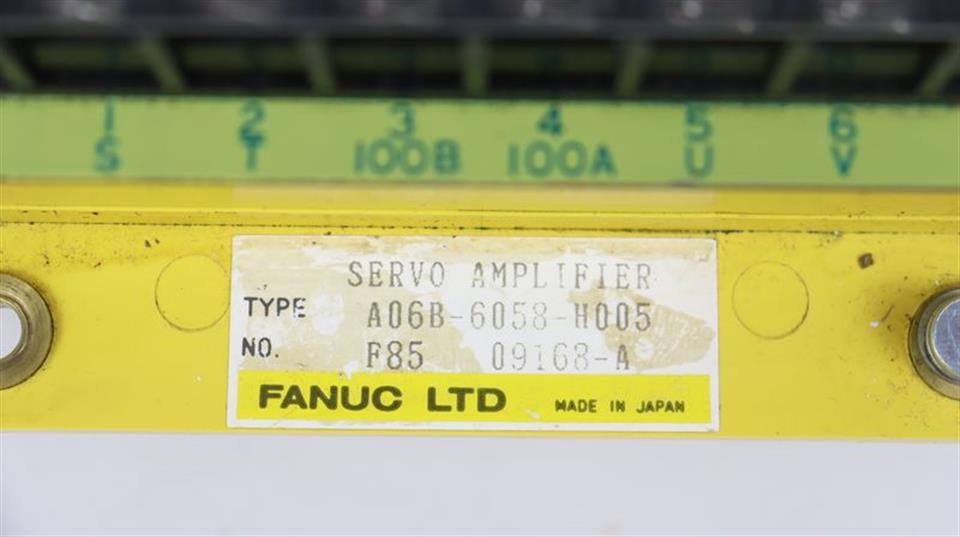 1 2 3 4 5 6
S T 100B 100A U V
SERVO AMPLIFIER
TYPE A06B-6058-H005
NO. F85 09168-A
FANUC LTD MADE IN JAPAN